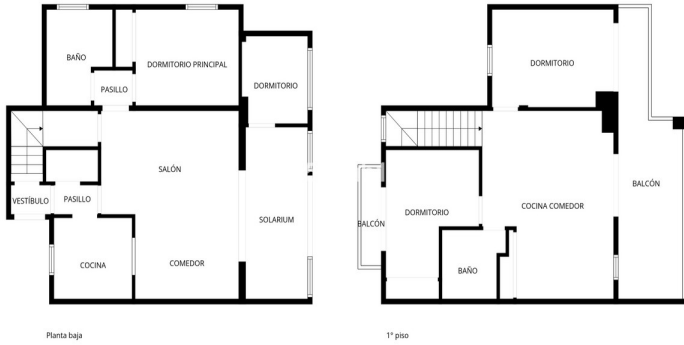 BAÑO
DORMITORIO PRINCIPAL
PASILLO
DORMITORIO
SALÓN
VESTÍBULO
PASILLO
SOLARIUM
COCINA
COMEDOR
Planta baja
DORMITORIO
BALCÓN
DORMITORIO
COCINA COMEDOR
BALCÓN
BAÑO
1º piso